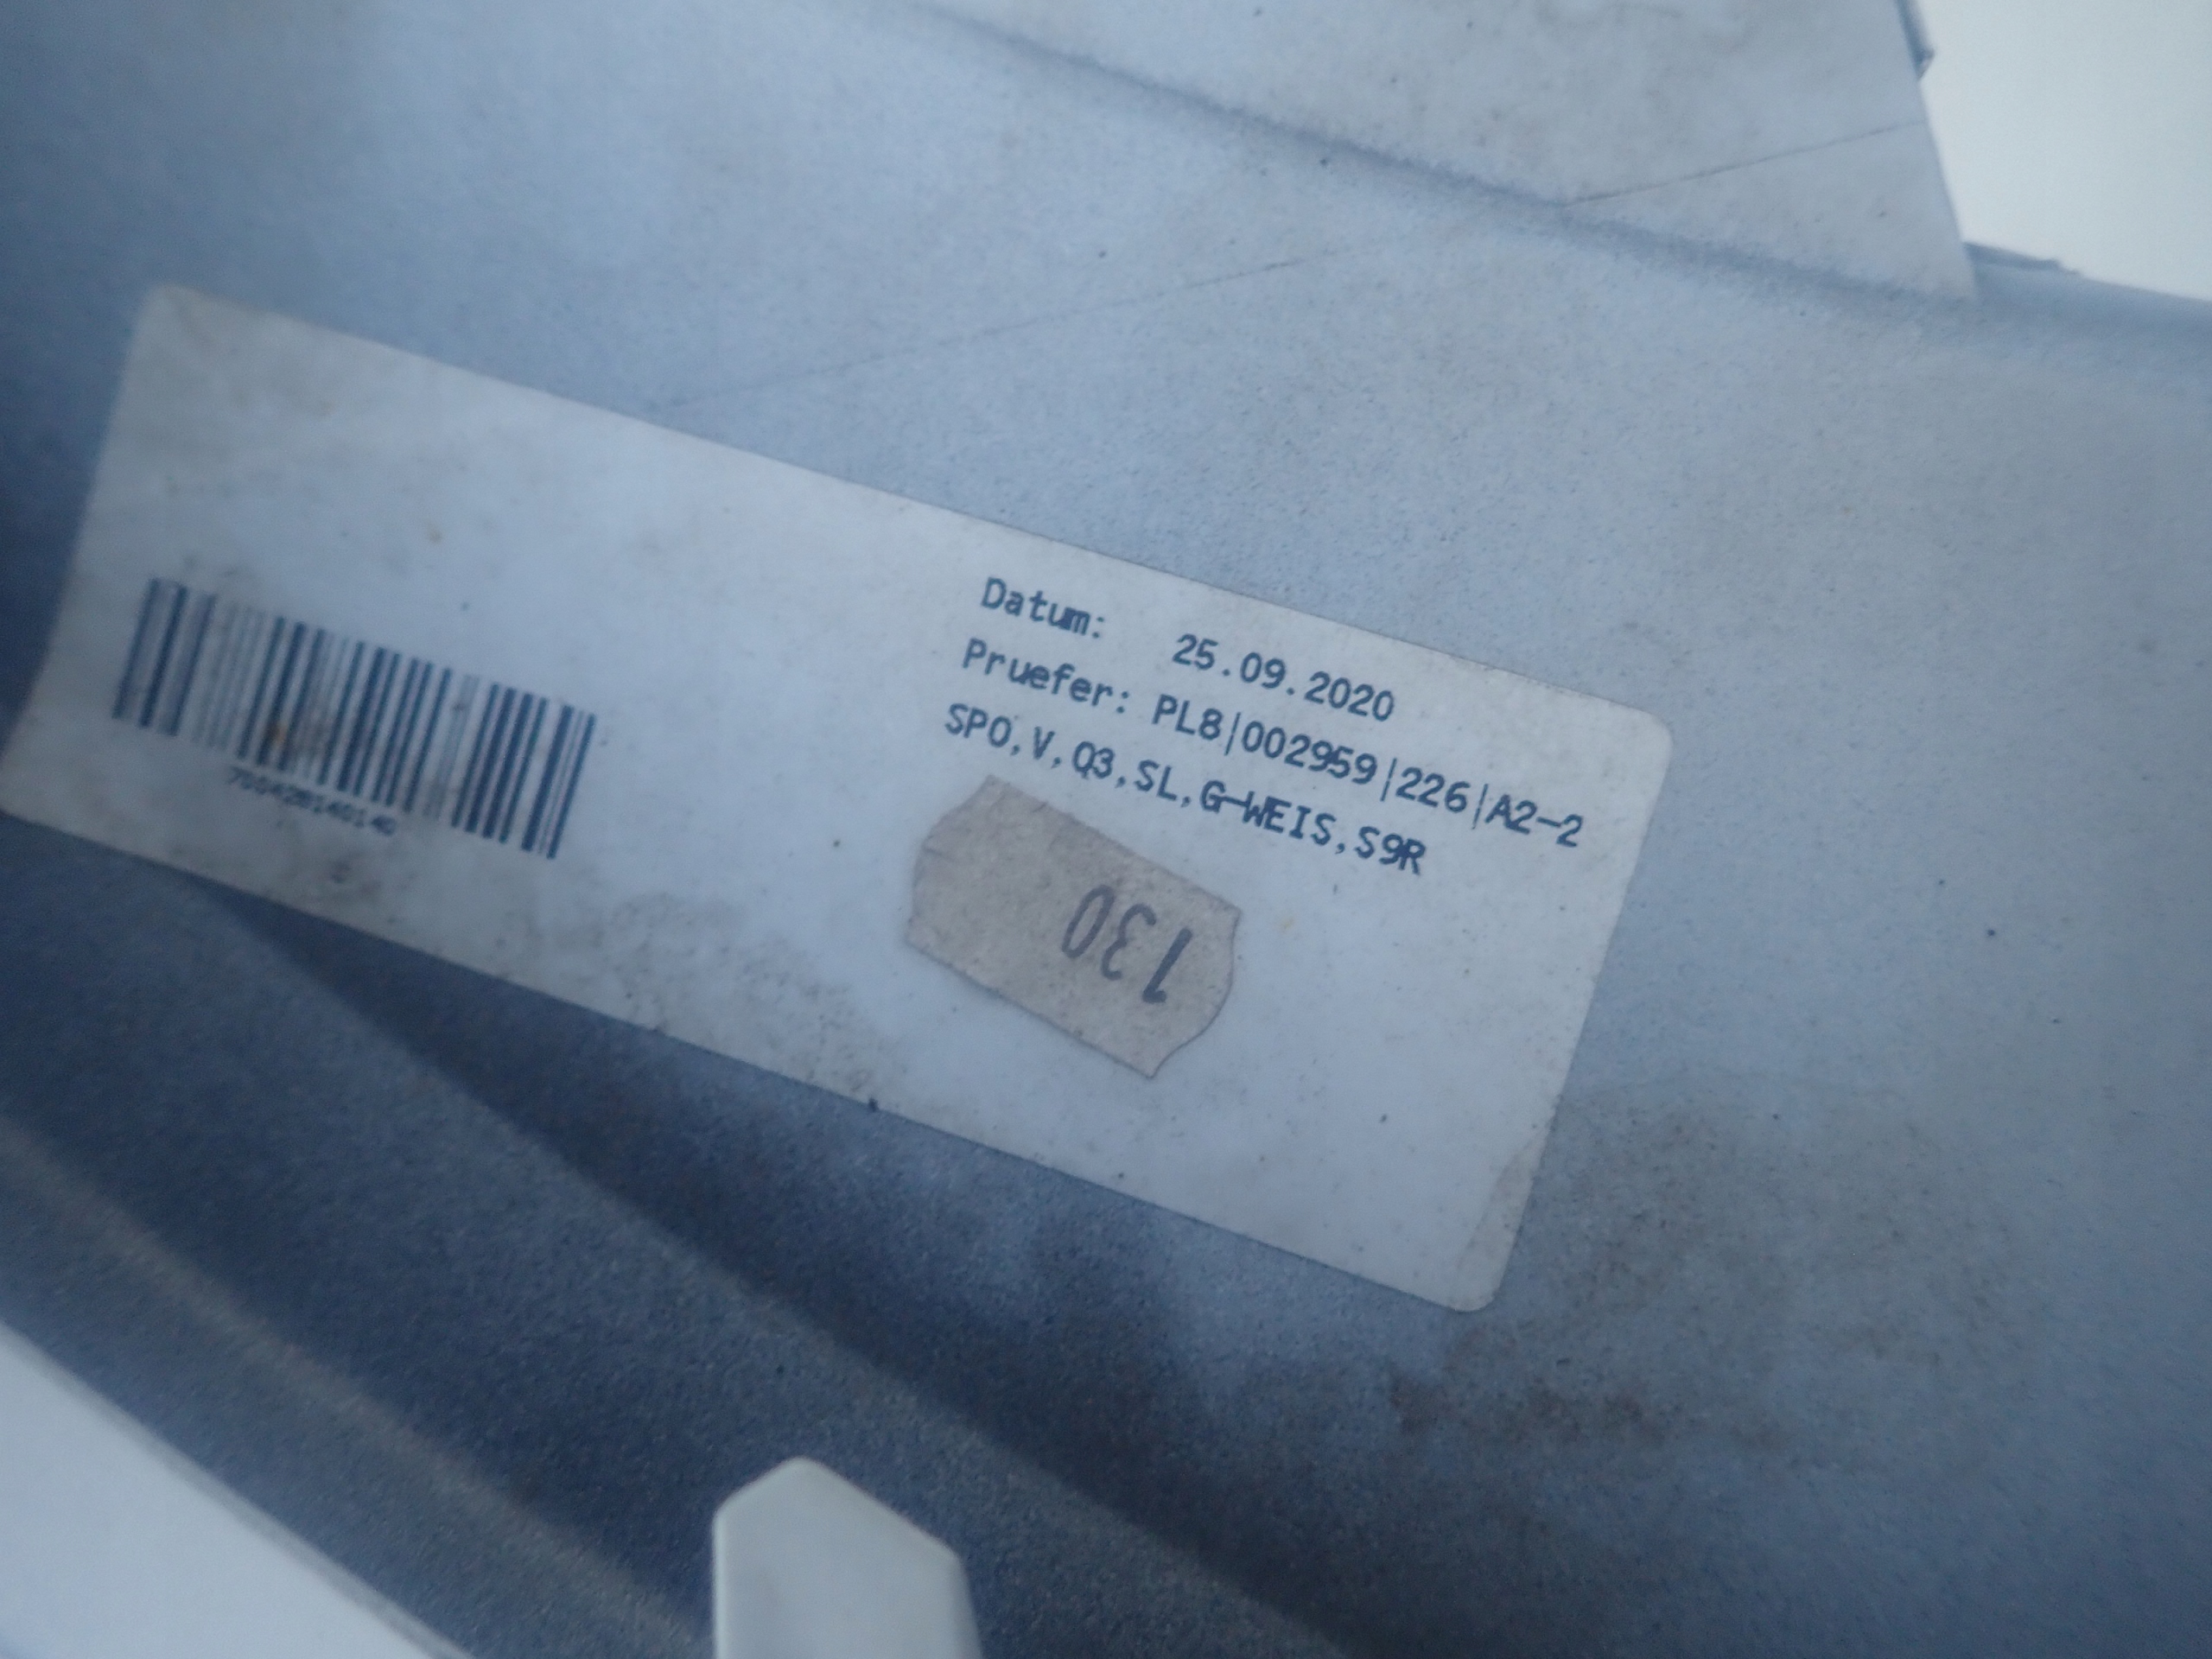 Datum: 25.09.2020
Pruefer: PL8|002959|226|A2-2
SPO,V,Q3,SL,G-WEIS,S9R
130